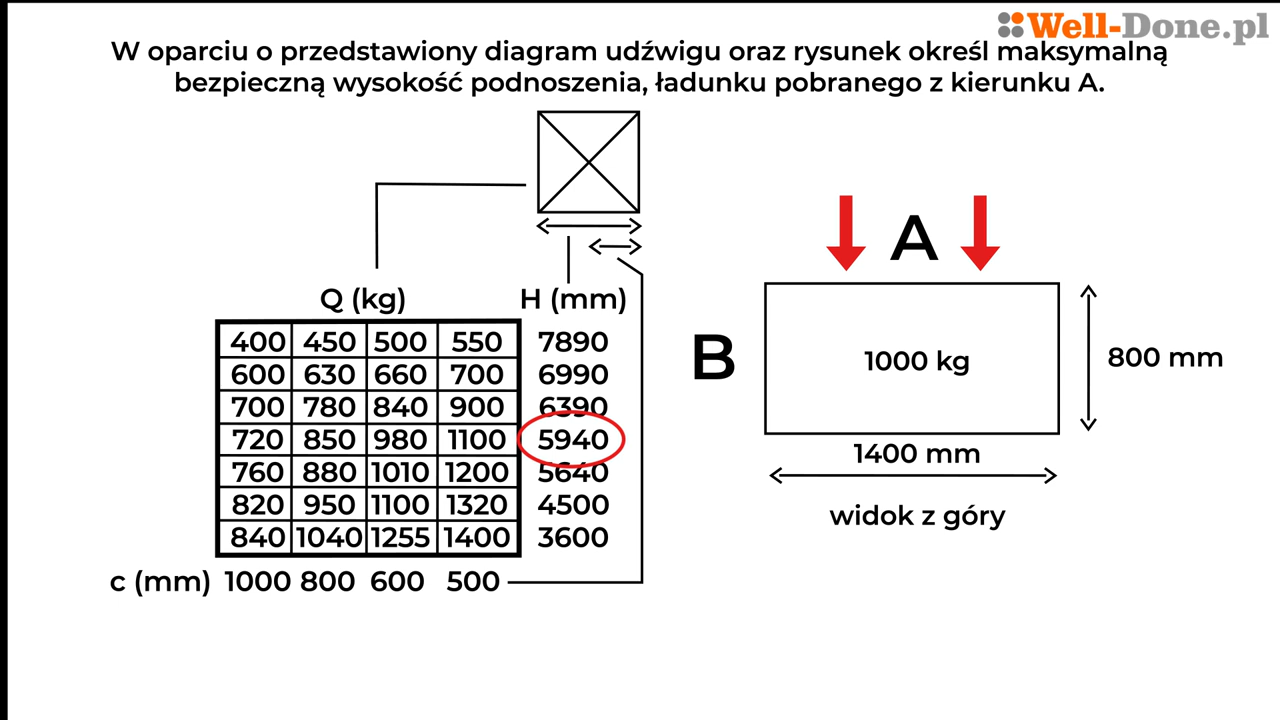 Well-Done.pl
W oparciu o przedstawiony diagram udźwigu oraz rysunek określ maksymalną
bezpieczną wysokość podnoszenia, ładunku pobranego z kierunku A.
Q (kg) H (mm)
400 450 500 550 7890
600 630 660 700 6990
700 780 840 900 6390
720 850 980 1100 5940
760 880 1010 1200 5640
820 950 1100 1320 4500
840 1040 1255 1400 3600
c (mm) 1000 800 600 500
A
B
1000 kg
800 mm
1400 mm
widok z góry